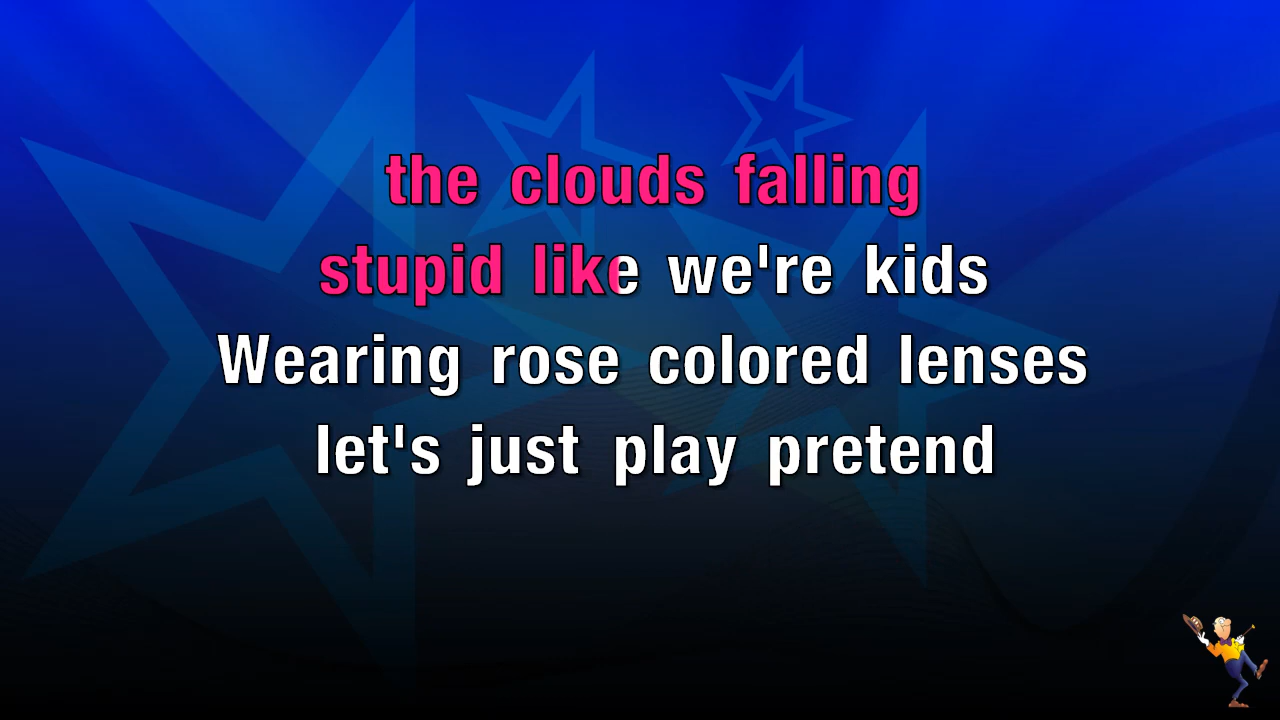 the clouds falling
stupid like we're kids
Wearing rose colored lenses
let's just play pretend